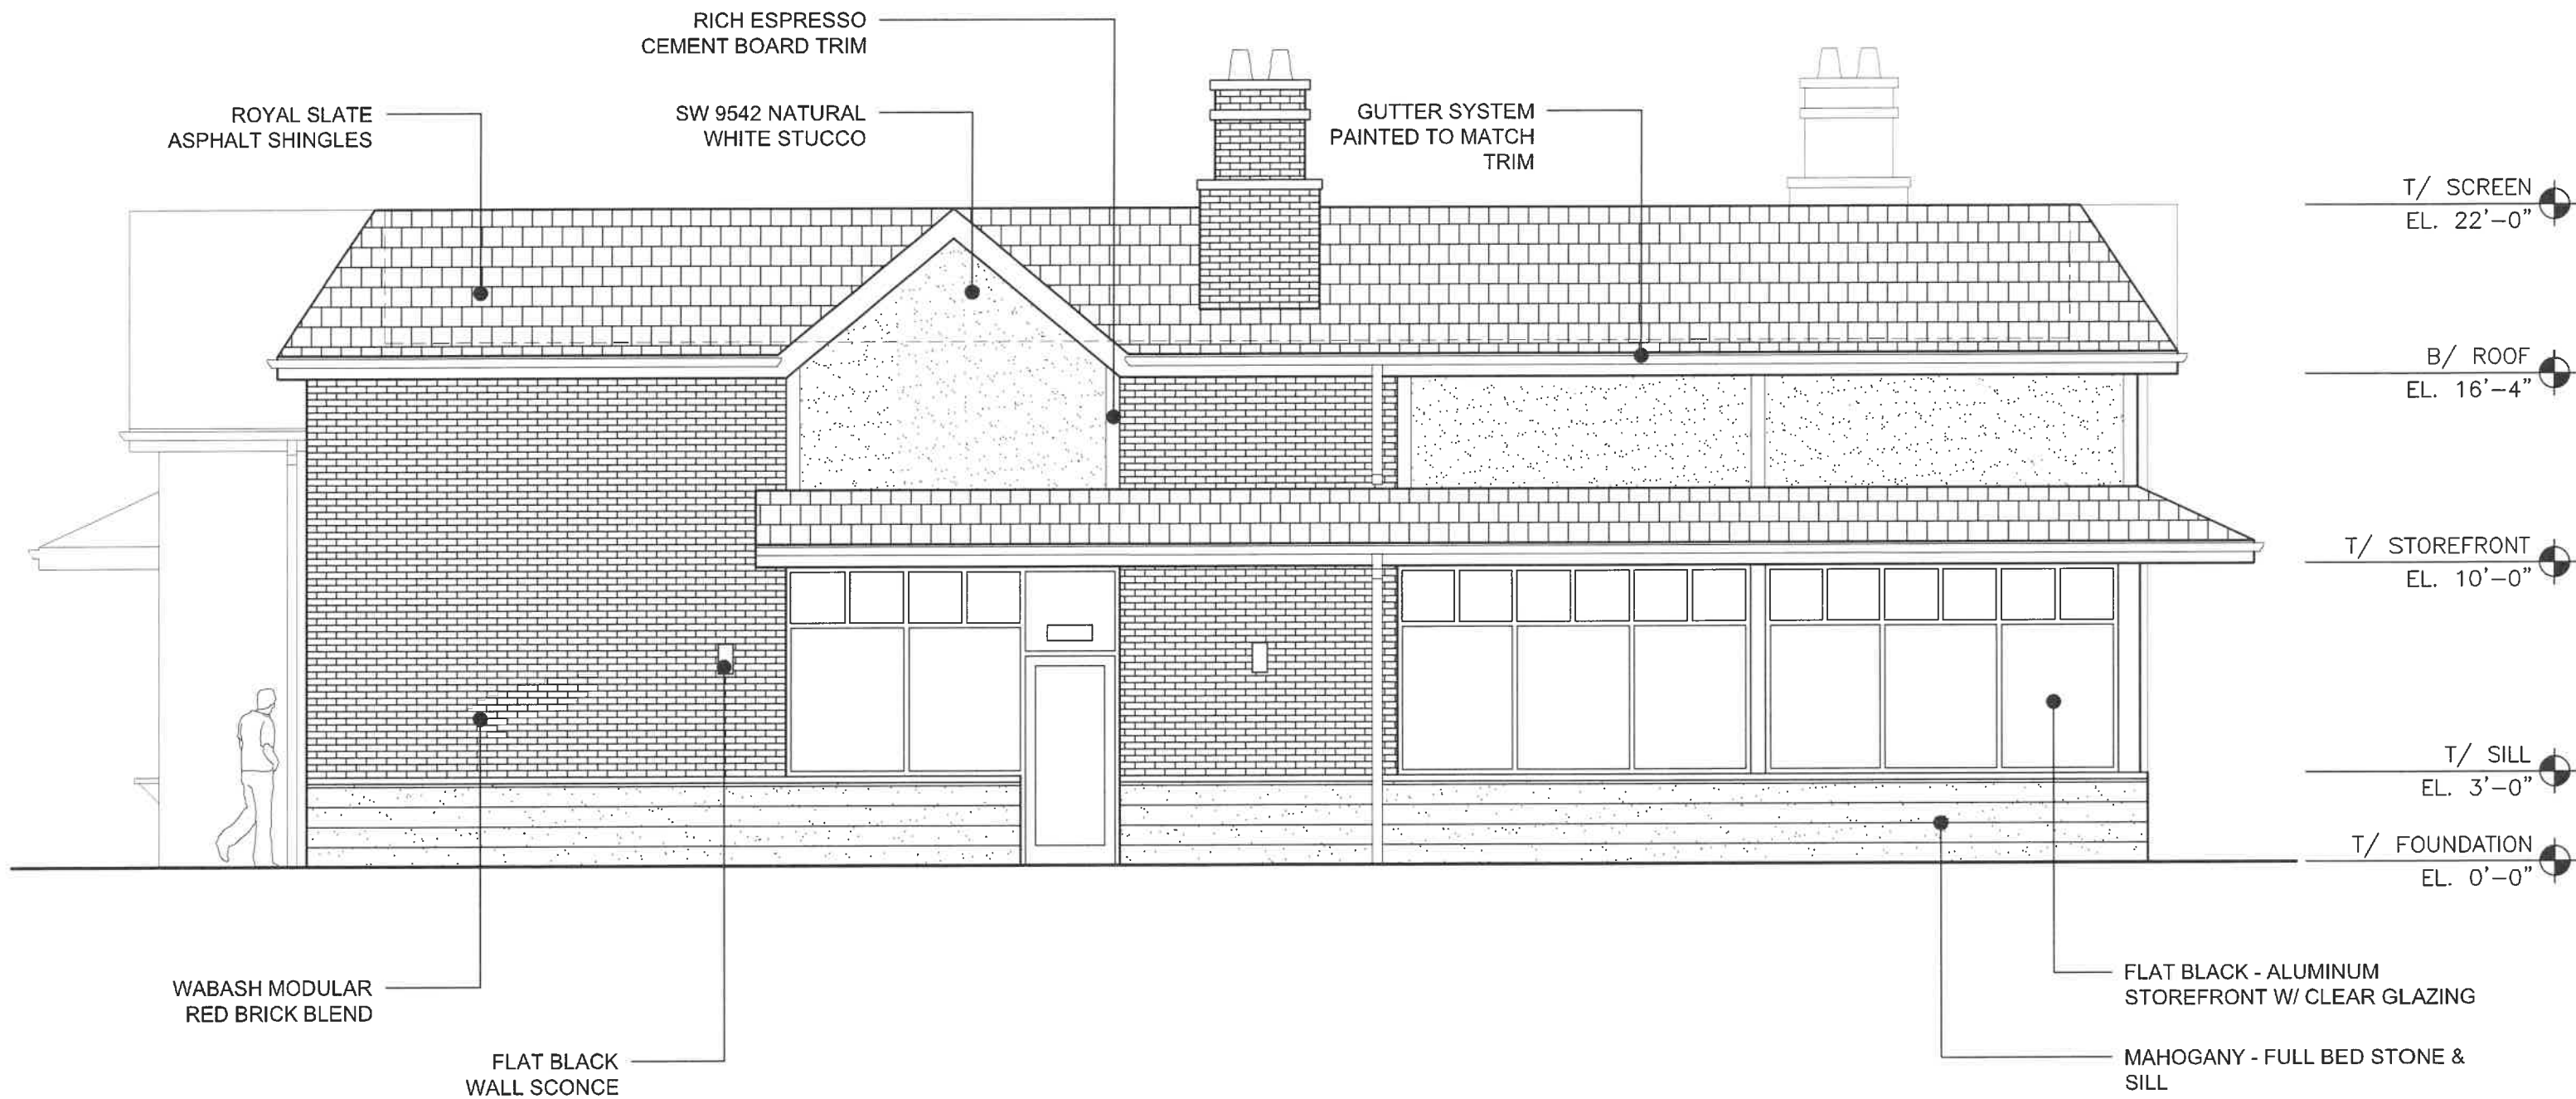 RICH ESPRESSO
CEMENT BOARD TRIM
ROYAL SLATE
ASPHALT SHINGLES
SW 9542 NATURAL
WHITE STUCCO
GUTTER SYSTEM
PAINTED TO MATCH
TRIM
T/ SCREEN
EL. 22'-0"
B/ ROOF
EL. 16'-4"
T/ STOREFRONT
EL. 10'-0"
T/ SILL
EL. 3'-0"
T/ FOUNDATION
EL. 0'-0"
WABASH MODULAR
RED BRICK BLEND
FLAT BLACK
WALL SCONCE
FLAT BLACK - ALUMINUM
STOREFRONT W/ CLEAR GLAZING
MAHOGANY - FULL BED STONE &
SILL